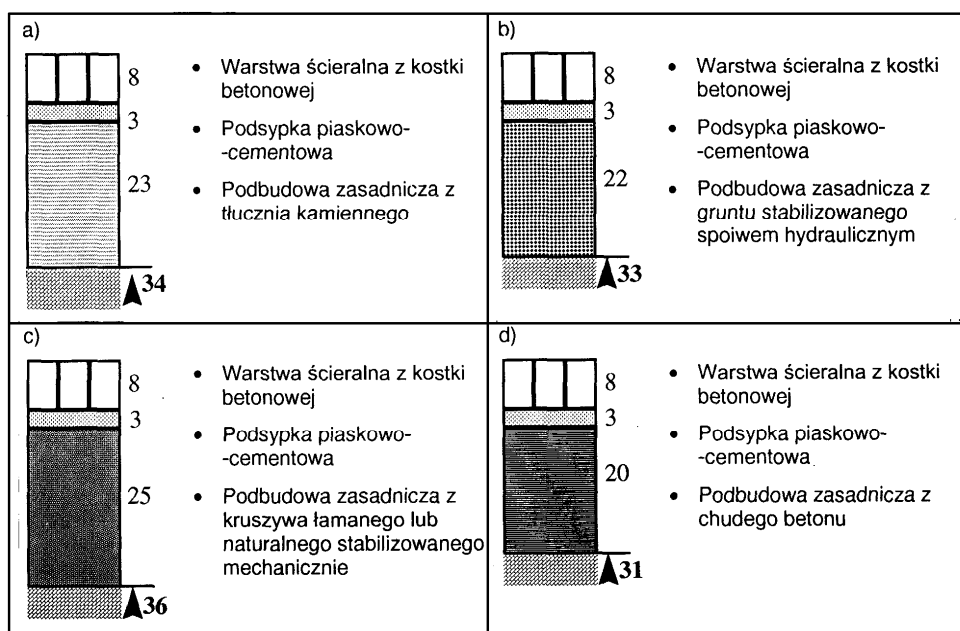 a)
8
3
23
34
• Warstwa ścieralna z kostki
betonowej
• Podsypka piaskowo-
-cementowa
• Podbudowa zasadnicza z
tłucznia kamiennego
b)
8
3
22
33
• Warstwa ścieralna z kostki
betonowej
• Podsypka piaskowo-
-cementowa
• Podbudowa zasadnicza z
gruntu stabilizowanego
spoiwem hydraulicznym
c)
8
3
25
36
• Warstwa ścieralna z kostki
betonowej
• Podsypka piaskowo-
-cementowa
• Podbudowa zasadnicza z
kruszywa łamanego lub
naturalnego stabilizowanego
mechanicznie
d)
8
3
20
31
• Warstwa ścieralna z kostki
betonowej
• Podsypka piaskowo-
-cementowa
• Podbudowa zasadnicza z
chudego betonu